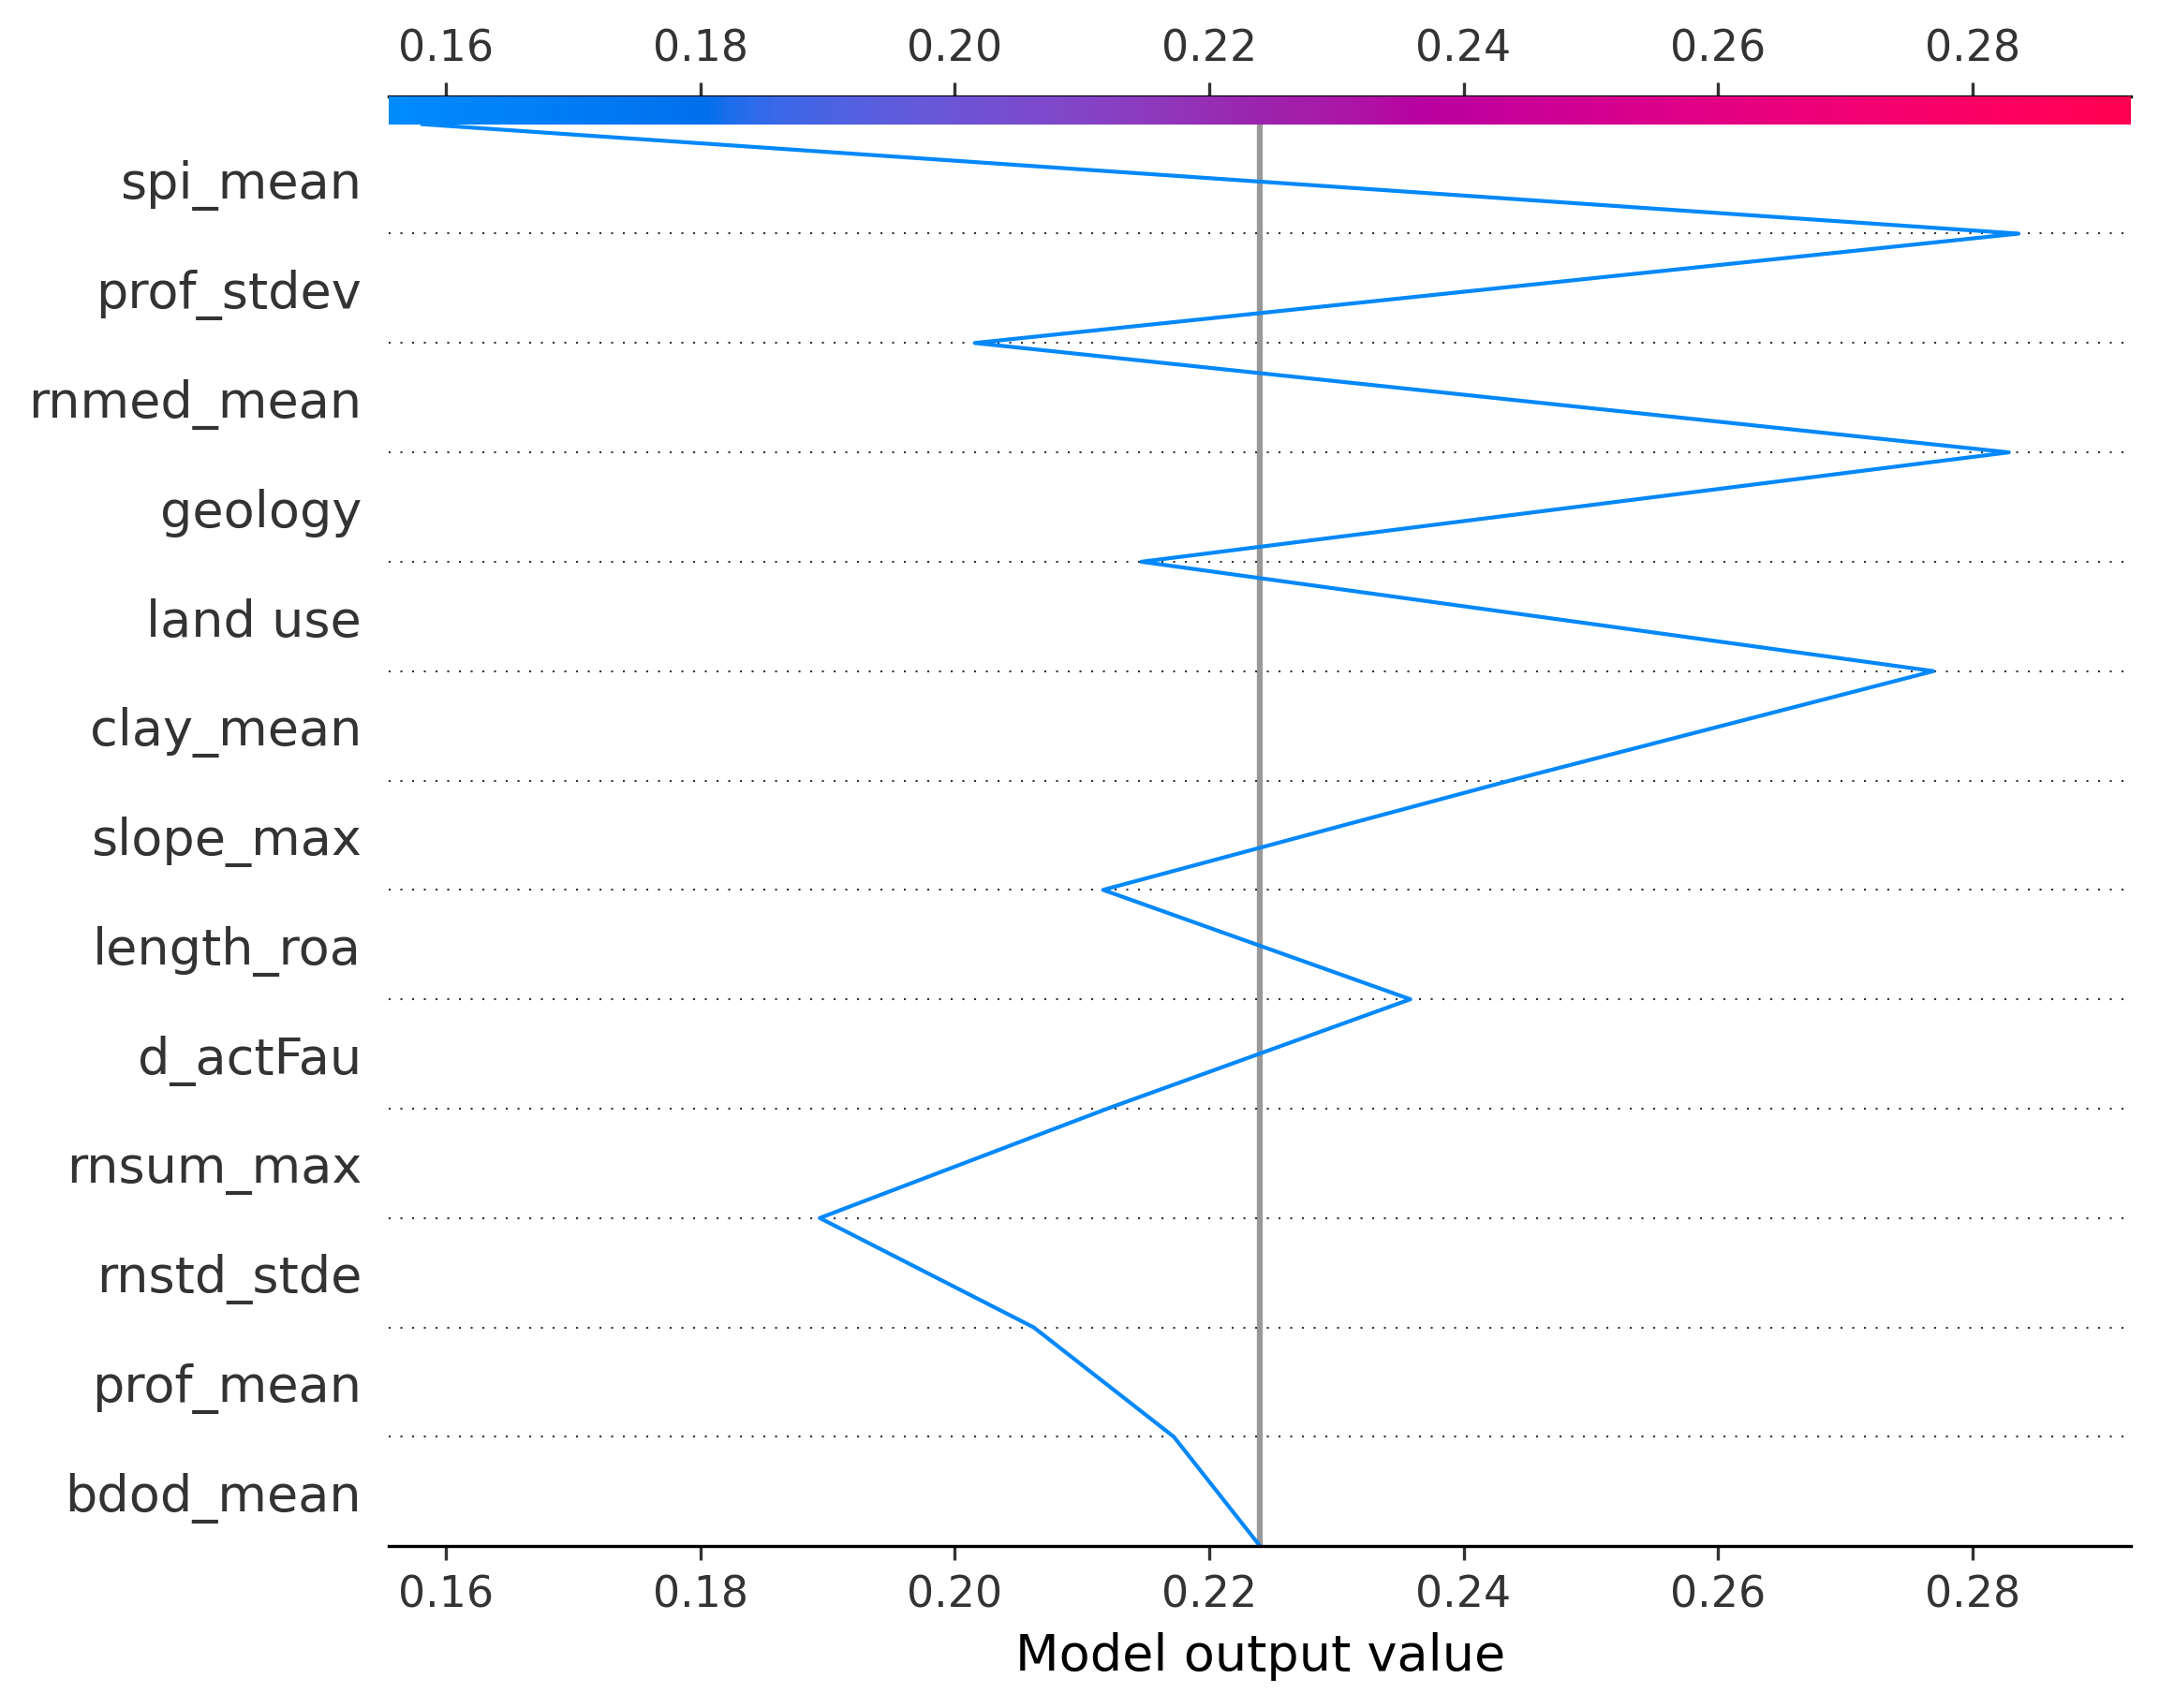 0.16 0.18 0.20 0.22 0.24 0.26 0.28
spi_mean
prof_stdev
rnmed_mean
geology
land use
clay_mean
slope_max
length_roa
d_actFau
rnsum_max
rnstd_stde
prof_mean
bdod_mean
0.16 0.18 0.20 0.22 0.24 0.26 0.28
Model output value